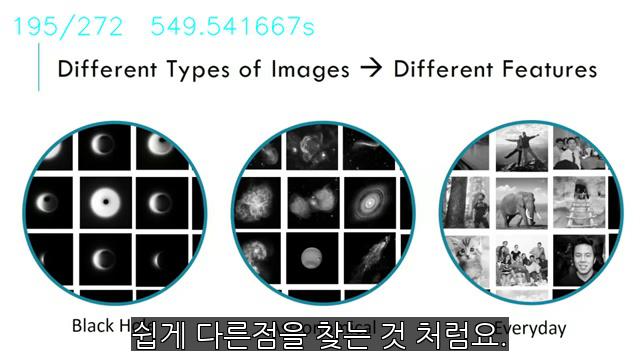 195/272 549.541667s
Different Types of Images → Different Features
Black
Everyday
쉽게 다른점을 찾는 것 처럼요.